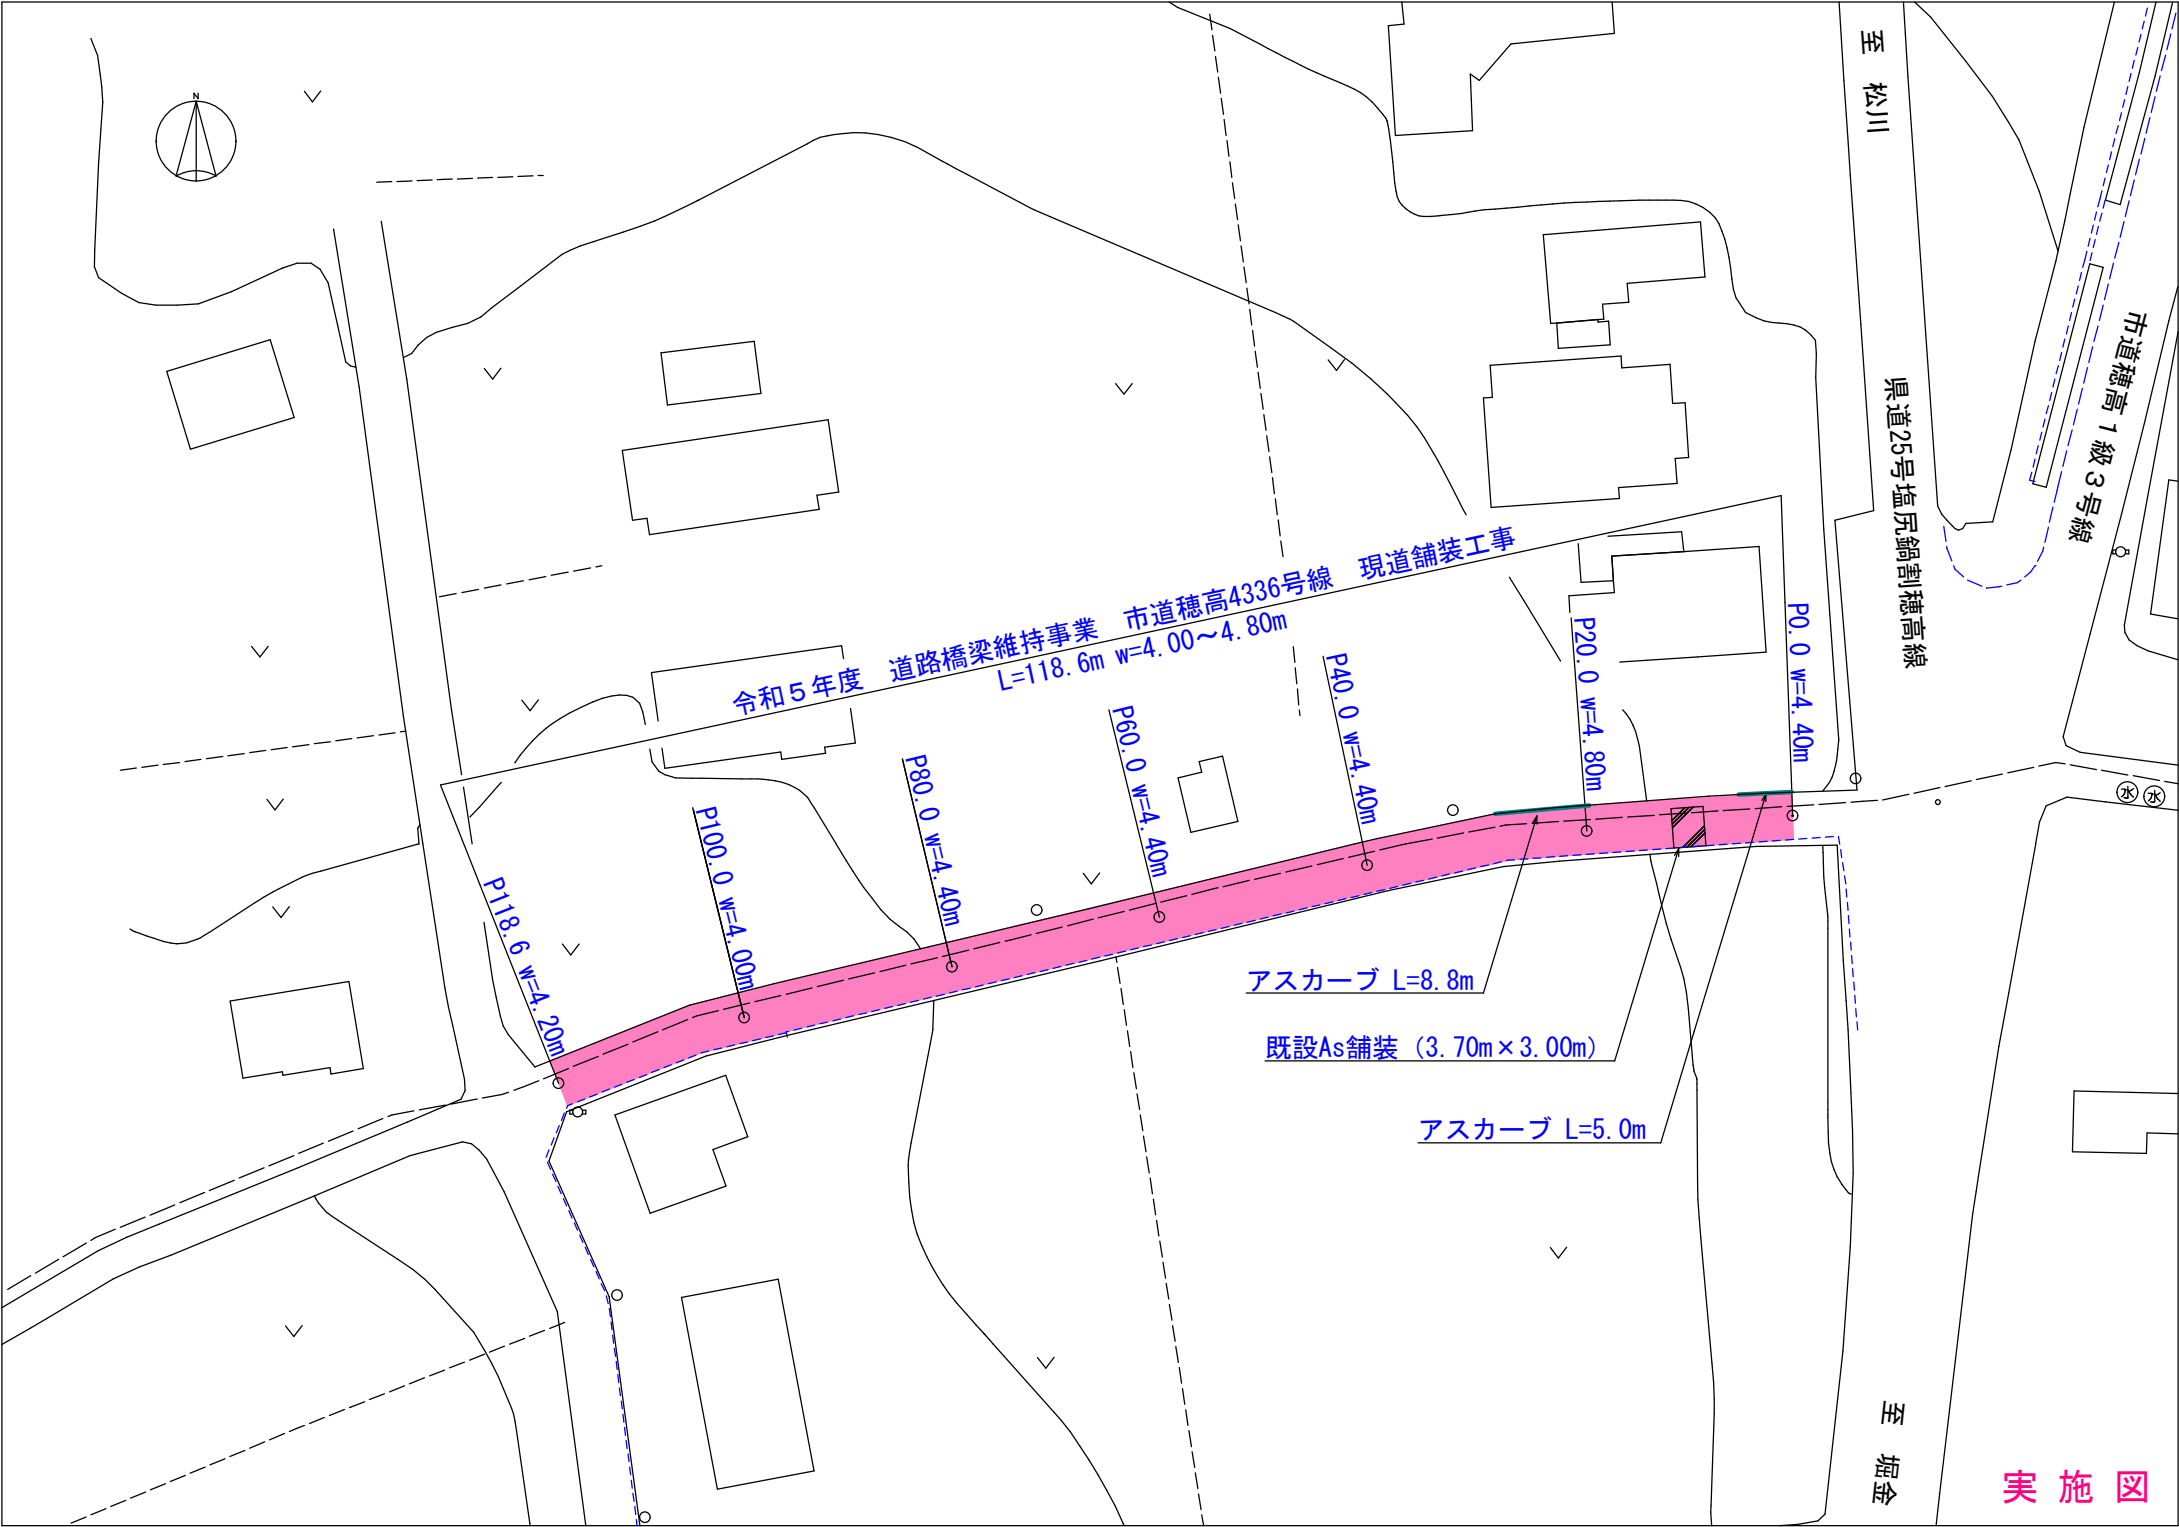 N
至 松川
市道穂高１級３号線
県道25号塩尻鍋割穂高線
令和５年度 道路橋梁維持事業 市道穂高4336号線 現道舗装工事
L=118.6m w=4.00～4.80m
P0.0 w=4.40m
P20.0 w=4.80m
P40.0 w=4.40m
P60.0 w=4.40m
P80.0 w=4.40m
P100.0 w=4.00m
P118.6 w=4.20m
水 水
アスカーブ L=8.8m
既設As舗装（3.70m×3.00m）
アスカーブ L=5.0m
至 堀金
実施図